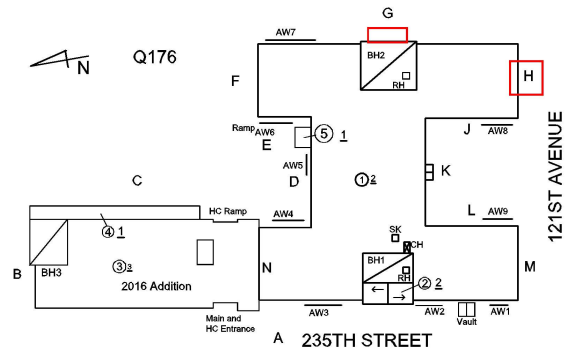 G
AW7
Q176
N
BH2
RH
F
H
Ramp
AW6
5 1
E
J
AW8
AW5
D
K
1 2
C
121ST AVENUE
HC Ramp
AW4
L
AW9
4 1
SK
CH
BH1
RH
B
BH3
3 3
2016 Addition
N
2 2
M
AW3
AW2
AW1
Vault
Main and
HC Entrance
A
235TH STREET